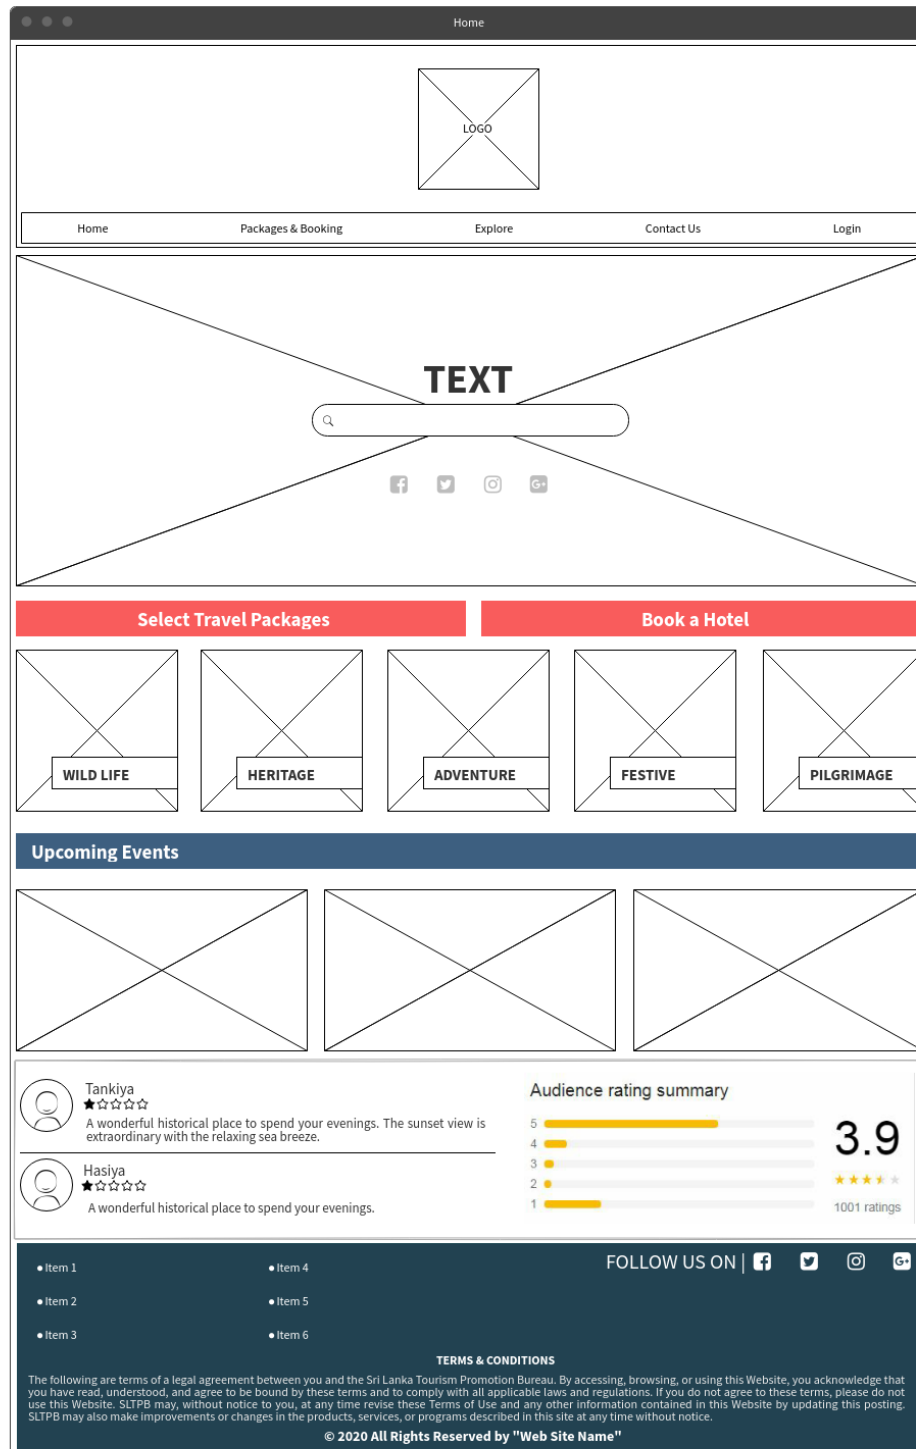 Home
LOGO
Home Packages & Booking Explore Contact Us Login
TEXT
Select Travel Packages Book a Hotel
WILD LIFE HERITAGE ADVENTURE FESTIVE PILGRIMAGE
Upcoming Events
Tankiya
A wonderful historical place to spend your evenings. The sunset view is
extraordinary with the relaxing sea breeze.
Hasiya
A wonderful historical place to spend your evenings.
Audience rating summary
5
4
3
2
1
3.9
1001 ratings
Item 1 Item 4
Item 2 Item 5
Item 3 Item 6
FOLLOW US ON |
TERMS & CONDITIONS
The following are terms of a legal agreement between you and the Sri Lanka Tourism Promotion Bureau. By accessing, browsing, or using this Website, you acknowledge that
you have read, understood, and agree to be bound by these terms and to comply with all applicable laws and regulations. If you do not agree to these terms, please do not
use this Website. SLTPB may, without notice to you, at any time revise these Terms of Use and any other information contained in this Website by updating this posting.
SLTPB may also make improvements or changes in the products, services, or programs described in this site at any time without notice.
© 2020 All Rights Reserved by "Web Site Name"